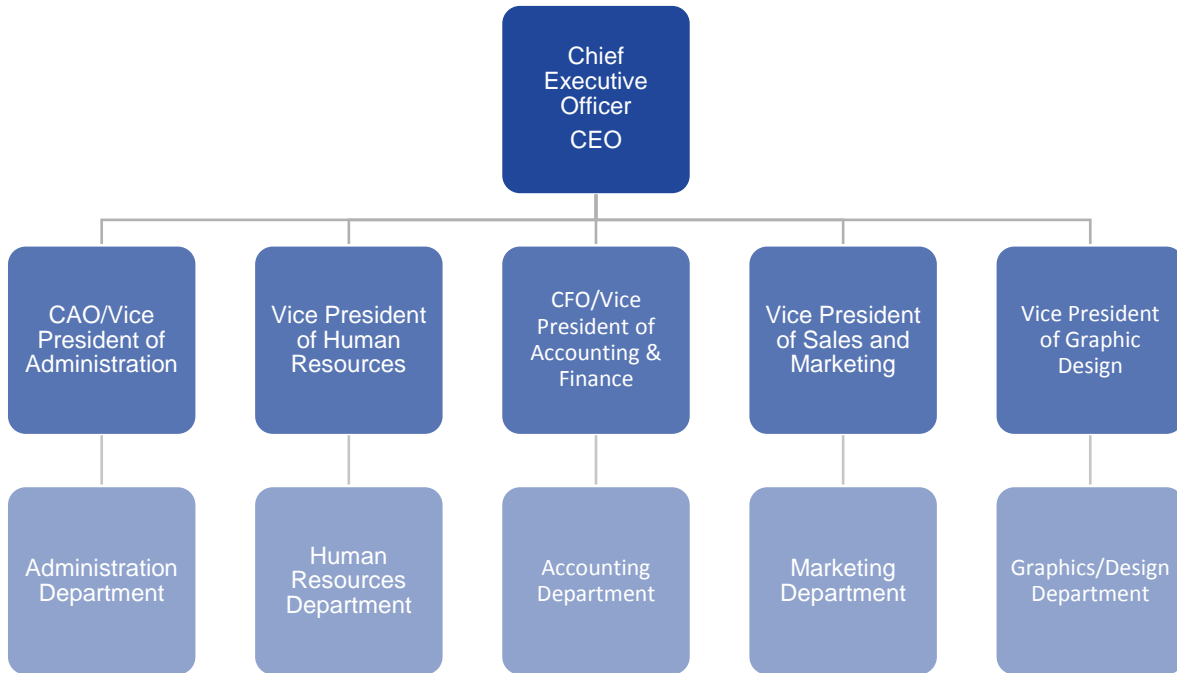 Chief
Executive
Officer
CEO
CAO/Vice
President of
Administration
Vice President
of Human
Resources
CFO/Vice
President of
Accounting &
Finance
Vice President
of Sales and
Marketing
Vice President
of Graphic
Design
Administration
Department
Human
Resources
Department
Accounting
Department
Marketing
Department
Graphics/Design
Department